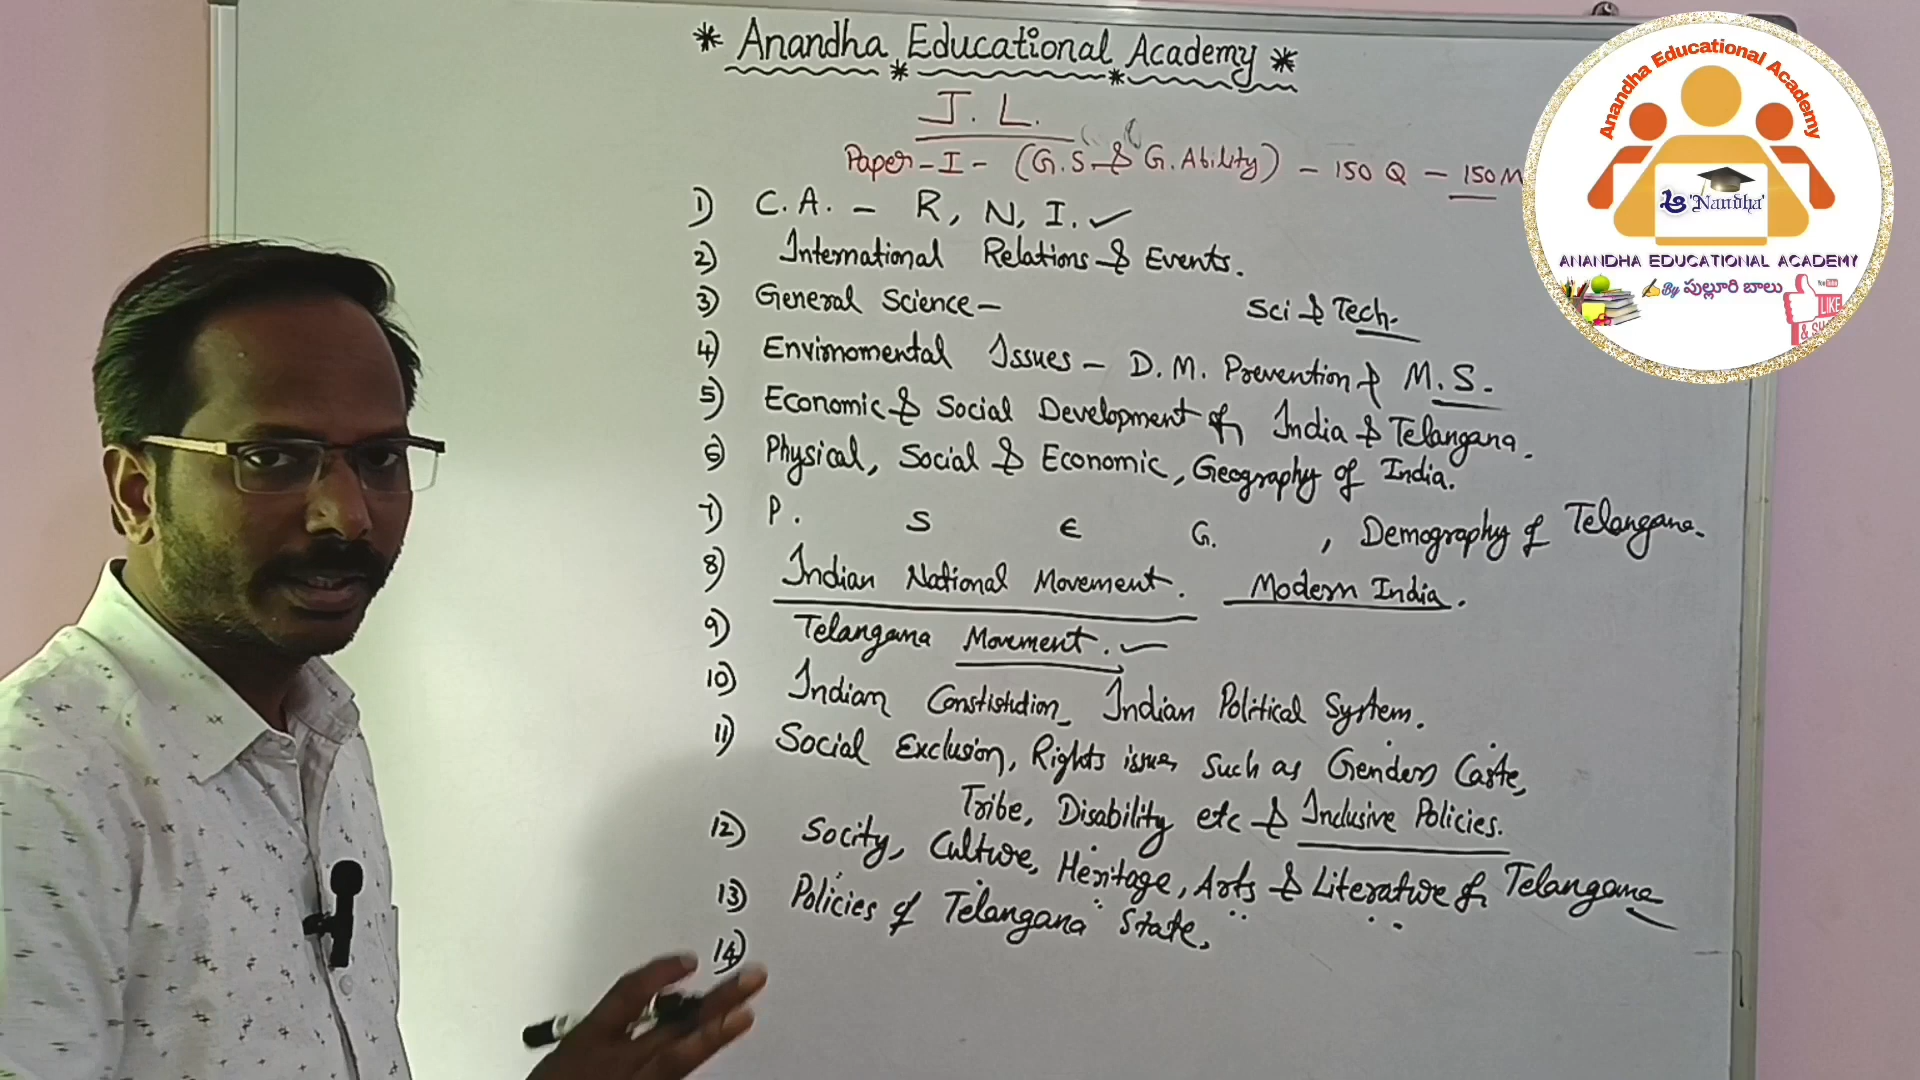 * Anandha Educational Academy *
J. L.
Paper - I - (G.S & G. Ability) - 150 Q - 150M
1) C.A. - R, N, I. ✓
2) International Relations & Events.
3) General Science - Sci & Tech.
4) Envirnomental Issues - D.M. Prevention & M.S.
5) Economic & Social Development of India & Telangana.
6) Physical, Social & Economic, Geography of India.
7) P. S E G. , Demography of Telangana.
8) Indian National Movement. Modern India.
9) Telangana Movement. ✓
10) Indian Constitution, Indian Political System.
11) Social Exclusion, Rights issues such as Gender, Caste,
Tribe, Disability etc & Inclusive Policies.
12) Socity, Culture, Heritage, Arts & Literature of Telangana
13) Policies of Telangana State.
14)
Anandha Educational Academy
'Nandha'
ANANDHA EDUCATIONAL ACADEMY
By పుల్లూరి బాలు
LIKE